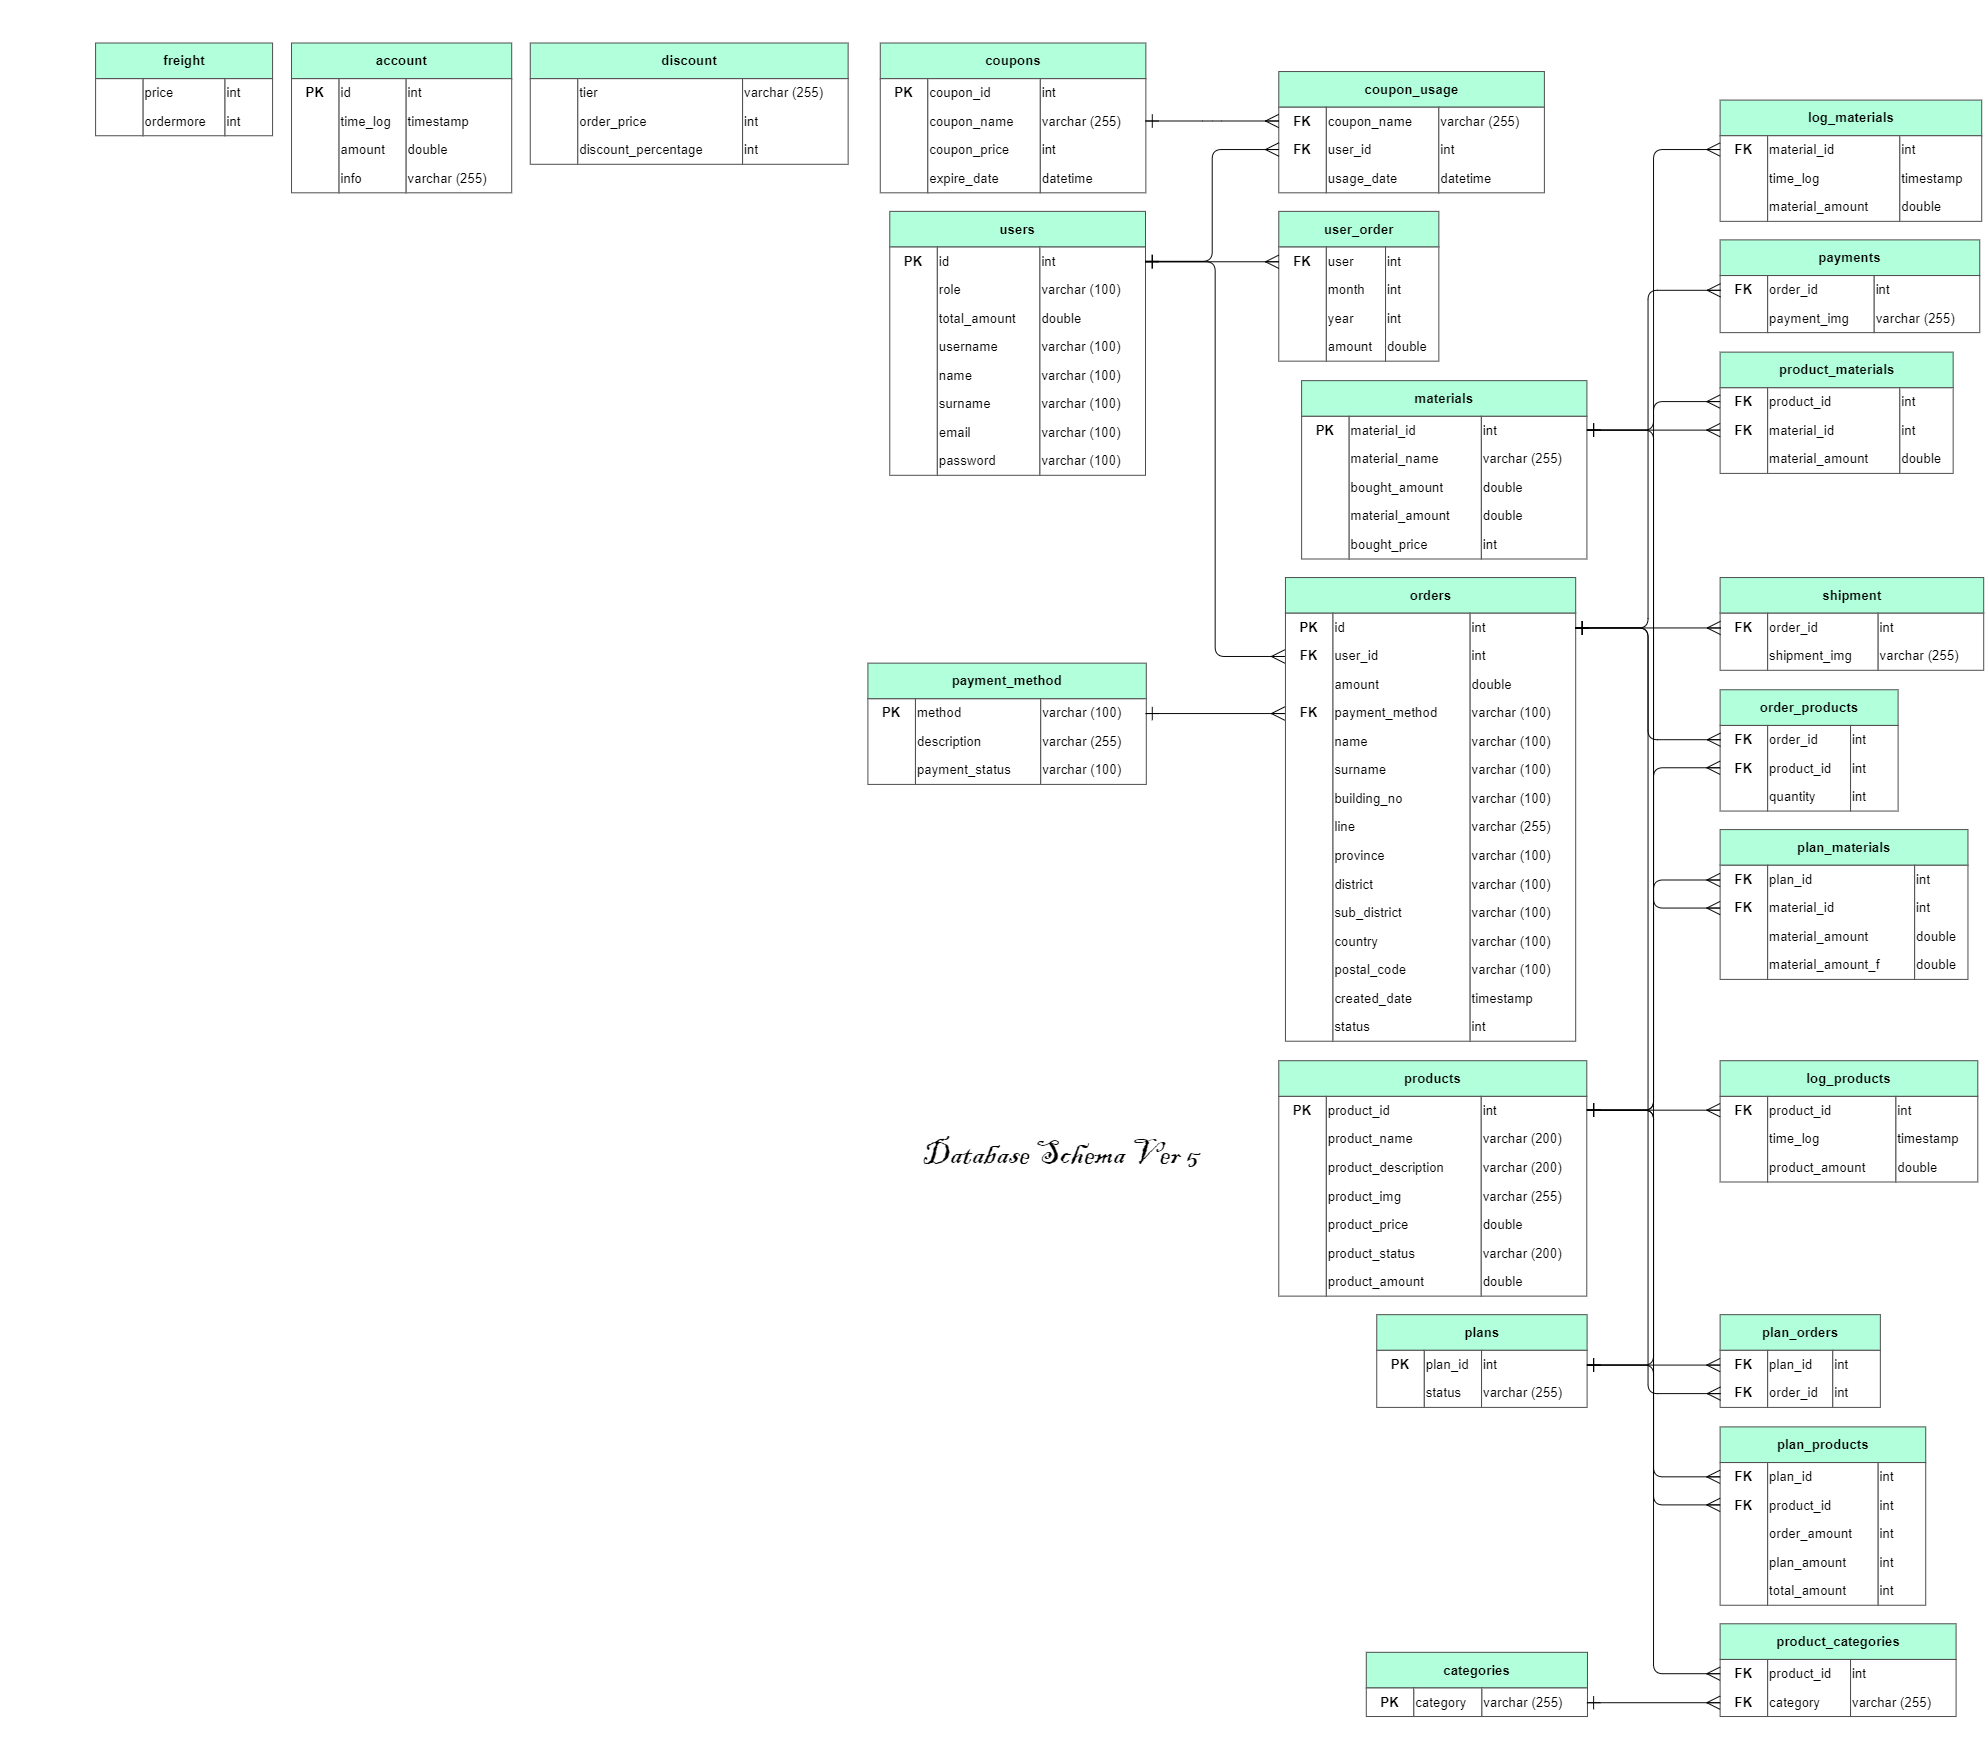 freight
price int
ordermore int
account
PK id int
time_log timestamp
amount double
info varchar (255)
discount
tier varchar (255)
order_price int
discount_percentage int
coupons
PK coupon_id int
coupon_name varchar (255)
coupon_price int
expire_date datetime
coupon_usage
FK coupon_name varchar (255)
FK user_id int
usage_date datetime
log_materials
FK material_id int
time_log timestamp
material_amount double
users
PK id int
role varchar (100)
total_amount double
username varchar (100)
name varchar (100)
surname varchar (100)
email varchar (100)
password varchar (100)
user_order
FK user int
month int
year int
amount double
payments
FK order_id int
payment_img varchar (255)
product_materials
FK product_id int
FK material_id int
material_amount double
materials
PK material_id int
material_name varchar (255)
bought_amount double
material_amount double
bought_price int
orders
PK id int
FK user_id int
amount double
FK payment_method varchar (100)
name varchar (100)
surname varchar (100)
building_no varchar (100)
line varchar (255)
province varchar (100)
district varchar (100)
sub_district varchar (100)
country varchar (100)
postal_code varchar (100)
created_date timestamp
status int
shipment
FK order_id int
shipment_img varchar (255)
payment_method
PK method varchar (100)
description varchar (255)
payment_status varchar (100)
order_products
FK order_id int
FK product_id int
quantity int
plan_materials
FK plan_id int
FK material_id int
material_amount double
material_amount_f double
products
PK product_id int
product_name varchar (200)
product_description varchar (200)
product_img varchar (255)
product_price double
product_status varchar (200)
product_amount double
log_products
FK product_id int
time_log timestamp
product_amount double
Database Schema Ver 5
plans
PK plan_id int
status varchar (255)
plan_orders
FK plan_id int
FK order_id int
plan_products
FK plan_id int
FK product_id int
order_amount int
plan_amount int
total_amount int
product_categories
FK product_id int
FK category varchar (255)
categories
PK category varchar (255)